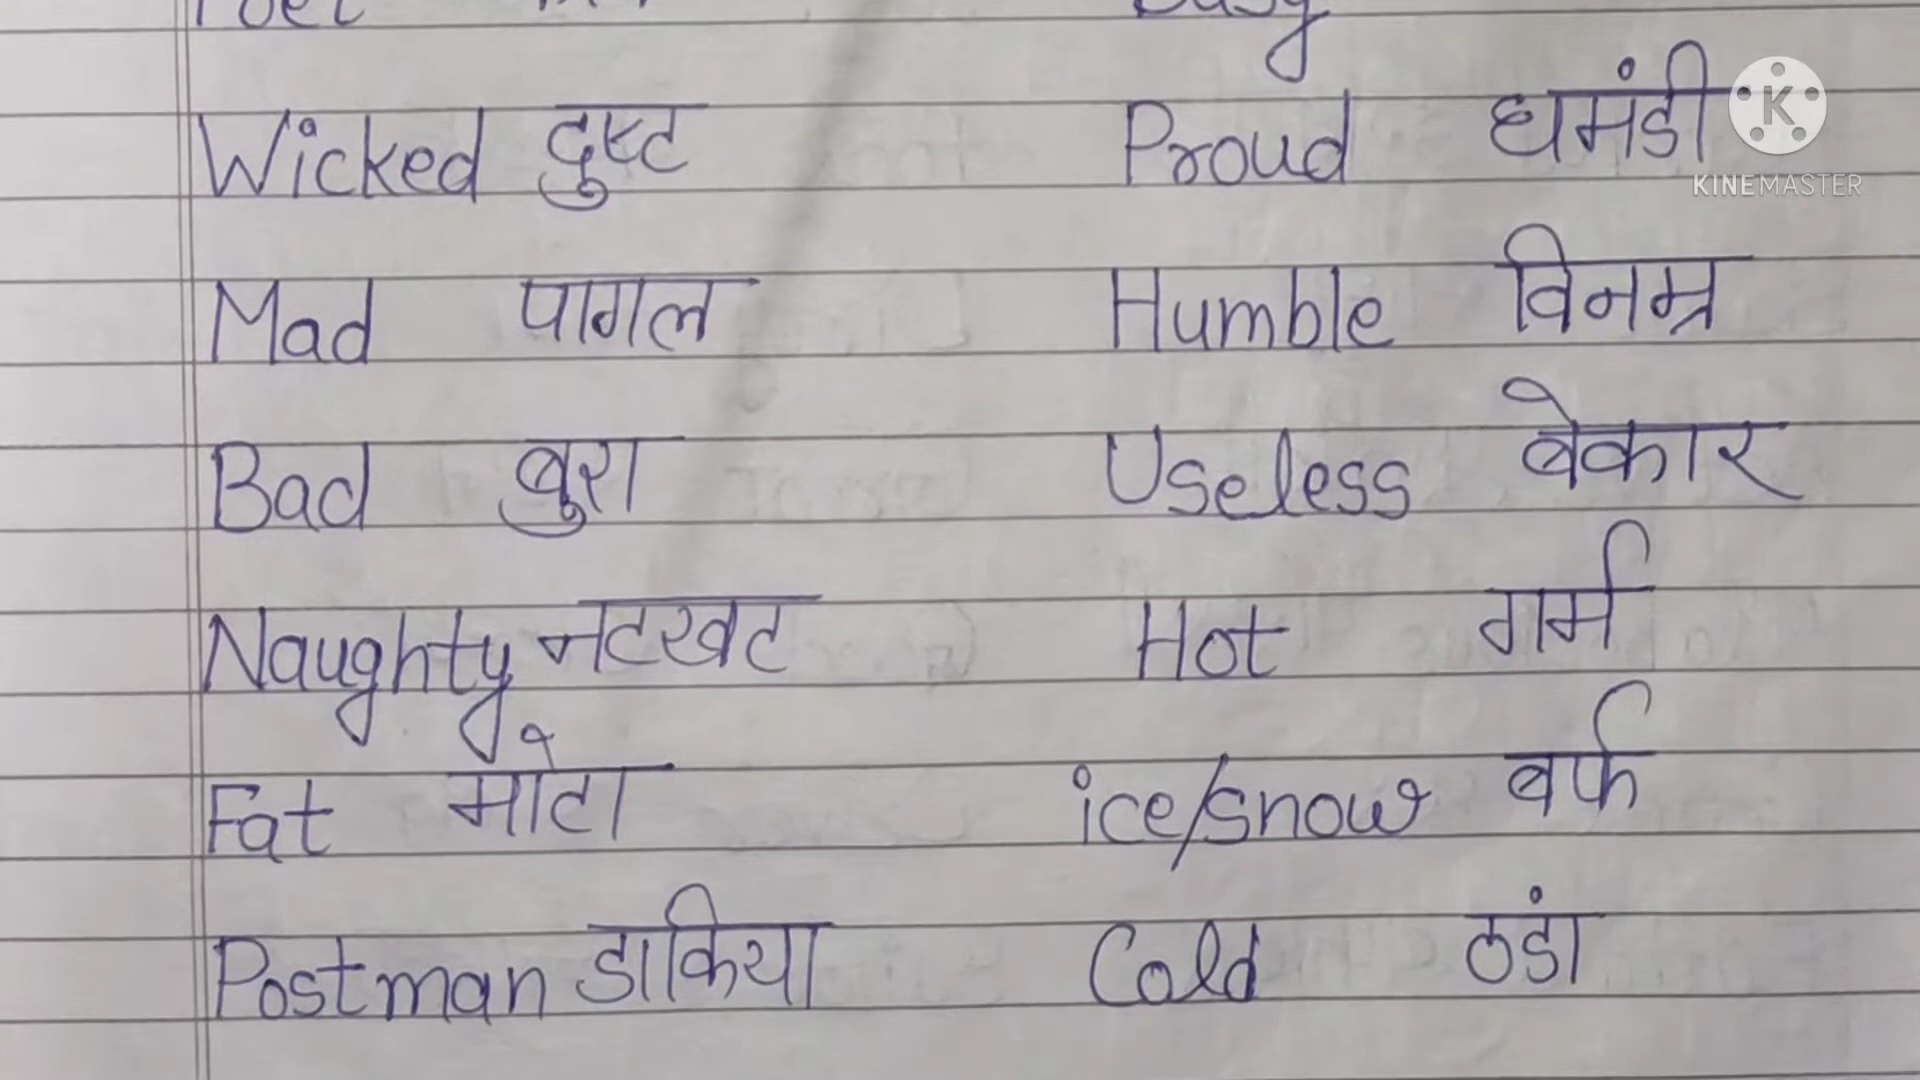 Wicked दुष्ट Proud घमंडी
KINEMASTER
Mad पागल Humble विनम्र
Bad बुरा Useless बेकार
Naughty नटखट Hot गर्म
Fat मोटा ice/snow बर्फ
Postman डाकिया Cold ठंडा